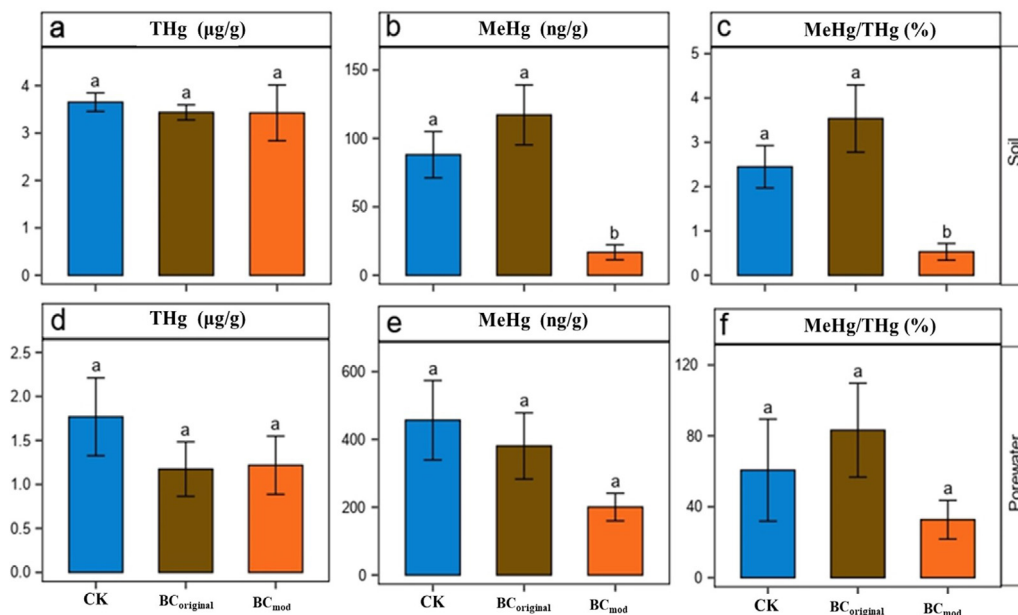 a THg (μg/g)
b MeHg (ng/g)
c MeHg/THg (%)
4
3
2
1
0
a
a
a
150
100
50
0
a
a
b
5
4
3
2
1
0
a
a
b
Soil
d THg (μg/g)
e MeHg (ng/g)
f MeHg/THg (%)
2.5
2.0
1.5
1.0
0.5
0.0
a
a
a
600
400
200
0
a
a
a
120
80
40
0
a
a
a
Porewater
CK BCoriginal BCmod
CK BCoriginal BCmod
CK BCoriginal BCmod